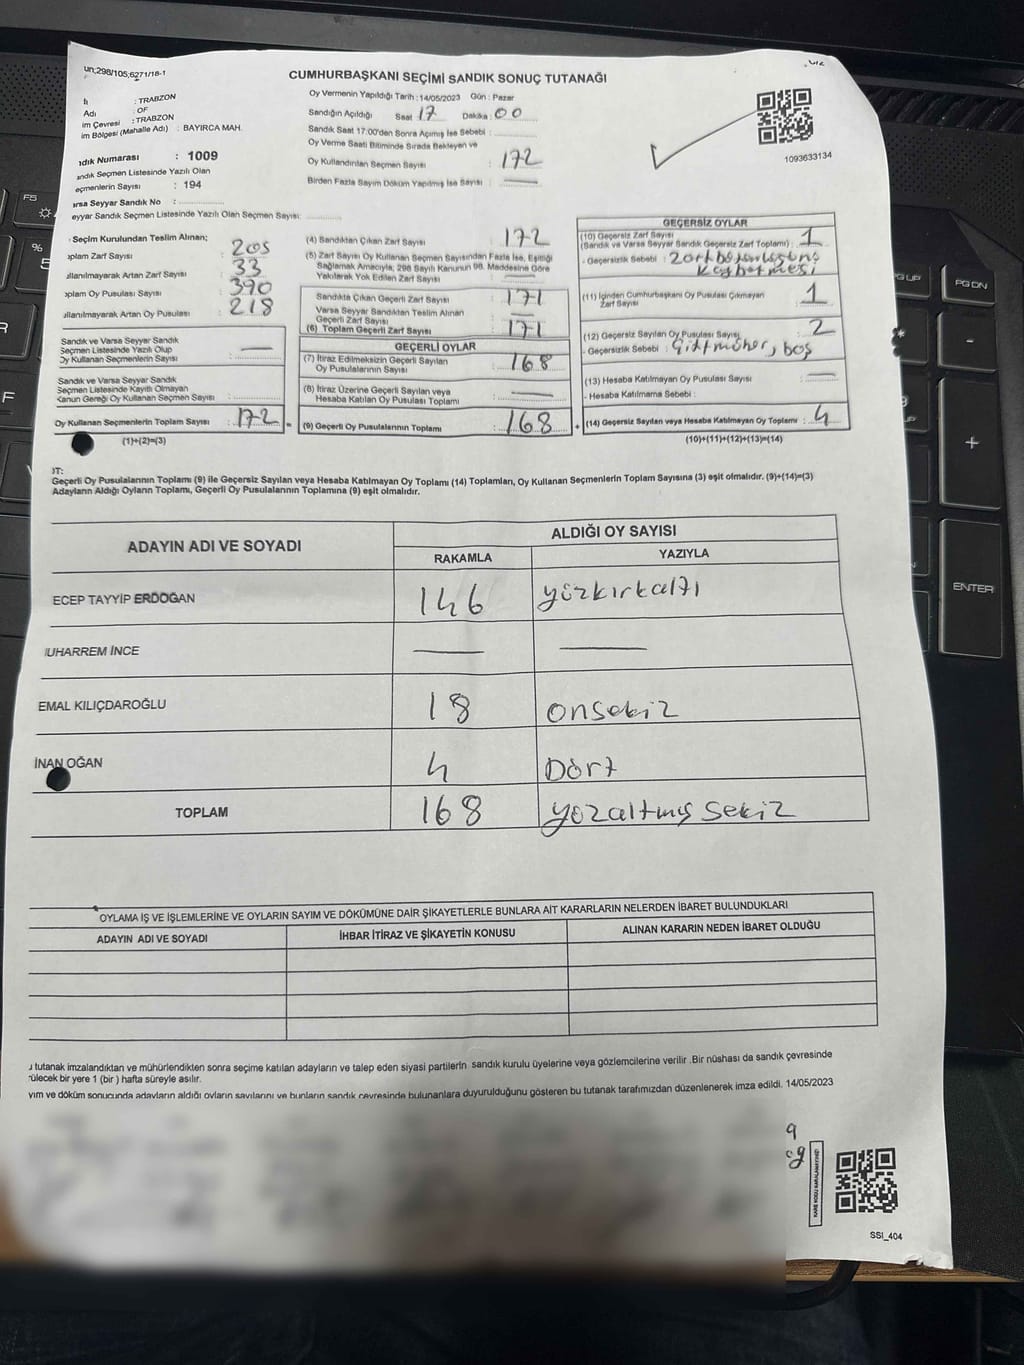 un;298/105;6271/18-1
CUMHURBAŞKANI SEÇİMİ SANDIK SONUÇ TUTANAĞI
Oy Vermenin Yapıldığı Tarih : 14/05/2023 Gün : Pazar
Sandığın Açıldığı Saat 17 Dakika : 00
Sandık Saat 17:00'den Sonra Açımış İse Sebebi :
Oy Verme Saati Bitiminde Sırada Bekleyen ve
Oy Kullandırılan Seçmen Sayısı : 172
Birden Fazla Sayım Döküm Yapılmış İse Sayısı : —
lı : TRABZON
Adı : OF
im Çevresi : TRABZON
im Bölgesi (Mahalle Adı) : BAYIRCA MAH.
ndık Numarası : 1009
andık Seçmen Listesinde Yazılı Olan
eçmenlerin Sayısı : 194
arsa Seyyar Sandık No :
eyyar Sandık Seçmen Listesinde Yazılı Olan Seçmen Sayısı:
1093633134
Seçim Kurulundan Teslim Alınan;
plam Zarf Sayısı : 205
ullanılmayarak Artan Zarf Sayısı : 33
oplam Oy Pusulası Sayısı : 390
ullanılmayarak Artan Oy Pusulası : 218
Sandık ve Varsa Seyyar Sandık
Seçmen Listesinde Yazılı Olup
Oy Kullanan Seçmenlerin Sayısı : —
Sandık ve Varsa Seyyar Sandık
Seçmen Listesinde Kayıtlı Olmayan
Kanun Gereği Oy Kullanan Seçmen Sayısı :
Oy Kullanan Seçmenlerin Toplam Sayısı : 172
(1)+(2)=(3)
(4) Sandıktan Çıkan Zarf Sayısı : 172
(5) Zarf Sayısı Oy Kullanan Seçmen Sayısından Fazla İse, Eşitliği
Sağlamak Amacıyla, 298 Sayılı Kanunun 98. Maddesine Göre
Yakılarak Yok Edilen Zarf Sayısı : —
Sandıkta Çıkan Geçerli Zarf Sayısı : 171
Varsa Seyyar Sandıktan Teslim Alınan
Geçerli Zarf Sayısı : —
(6) Toplam Geçerli Zarf Sayısı : 171
GEÇERLİ OYLAR
(7) İtiraz Edilmeksizin Geçerli Sayılan
Oy Pusulalarının Sayısı : 168
(8) İtiraz Üzerine Geçerli Sayılan veya
Hesaba Katılan Oy Pusulası Toplamı : —
(9) Geçerli Oy Pusulalarının Toplamı : 168
GEÇERSİZ OYLAR
(10) Geçersiz Zarf Sayısı
(Sandık ve Varsa Seyyar Sandık Geçersiz Zarf Toplamı) : 1
- Geçersizlik Sebebi : Zarf bütünlüğünü
kaybetmesi
(11) İçinden Cumhurbaşkanı Oy Pusulası Çıkmayan
Zarf Sayısı : 1
(12) Geçersiz Sayılan Oy Pusulası Sayısı : 2
- Geçersizlik Sebebi : Çift mühür, boş
(13) Hesaba Katılmayan Oy Pusulası Sayısı : —
- Hesaba Katılmama Sebebi :
(14) Geçersiz Sayılan veya Hesaba Katılmayan Oy Toplamı : 4
(10)+(11)+(12)+(13)=(14)
OT:
Geçerli Oy Pusulalarının Toplamı (9) ile Geçersiz Sayılan veya Hesaba Katılmayan Oy Toplamı (14) Toplamları, Oy Kullanan Seçmenlerin Toplam Sayısına (3) eşit olmalıdır. (9)+(14)=(3)
Adayların Aldığı Oyların Toplamı, Geçerli Oy Pusulalarının Toplamına (9) eşit olmalıdır.
ADAYIN ADI VE SOYADI ALDIĞI OY SAYISI
RAKAMLA YAZIYLA
ECEP TAYYİP ERDOĞAN 146 yüzkırkaltı
UHARREM İNCE — —
EMAL KILIÇDAROĞLU 18 onsekiz
İNAN OĞAN 4 Dört
TOPLAM 168 yüzaltmış sekiz
OYLAMA İŞ VE İŞLEMLERİNE VE OYLARIN SAYIM VE DÖKÜMÜNE DAİR ŞİKAYETLERLE BUNLARA AİT KARARLARIN NELERDEN İBARET BULUNDUKLARI
ADAYIN ADI VE SOYADI İHBAR İTİRAZ VE ŞİKAYETİN KONUSU ALINAN KARARIN NEDEN İBARET OLDUĞU
u tutanak imzalandıktan ve mühürlendikten sonra seçime katılan adayların ve talep eden siyasi partilerin sandık kurulu üyelerine veya gözlemcilerine verilir .Bir nüshası da sandık çevresinde
rülecek bir yere 1 (bir ) hafta süreyle asılır.
yım ve döküm sonucunda adayların aldığı oyların sayılarını ve bunların sandık çevresinde bulunanlara duyurulduğunu gösteren bu tutanak tarafımızdan düzenlenerek imza edildi. 14/05/2023
SSI_404
F5
%
5
R
F
PG UP
PG DN
-
+
ENTER